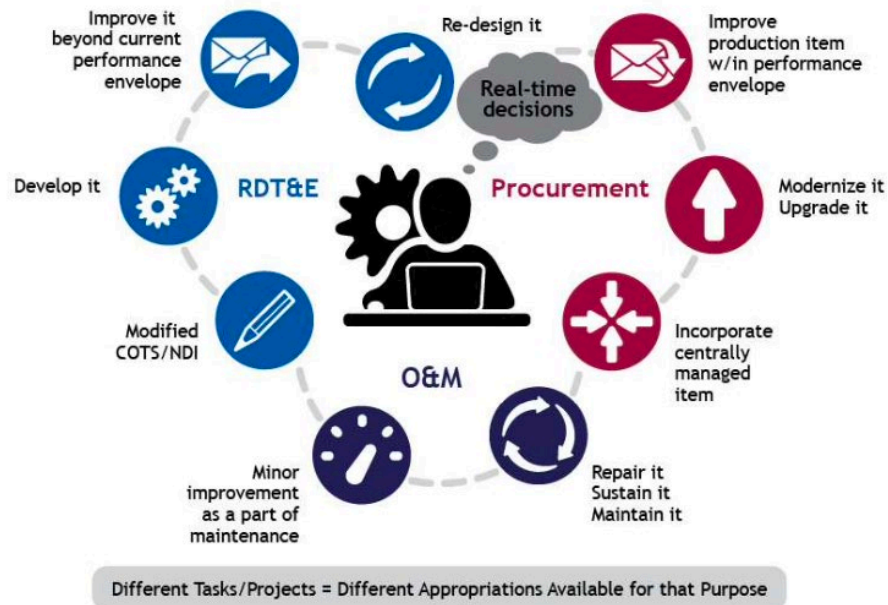 Improve it
beyond current
performance
envelope
Re-design it
Improve
production item
w/in performance
envelope
Real-time
decisions
Develop it
RDT&E
Procurement
Modernize it
Upgrade it
Modified
COTS/NDI
Incorporate
centrally
managed
item
O&M
Minor
improvement
as a part of
maintenance
Repair it
Sustain it
Maintain it
Different Tasks/Projects = Different Appropriations Available for that Purpose